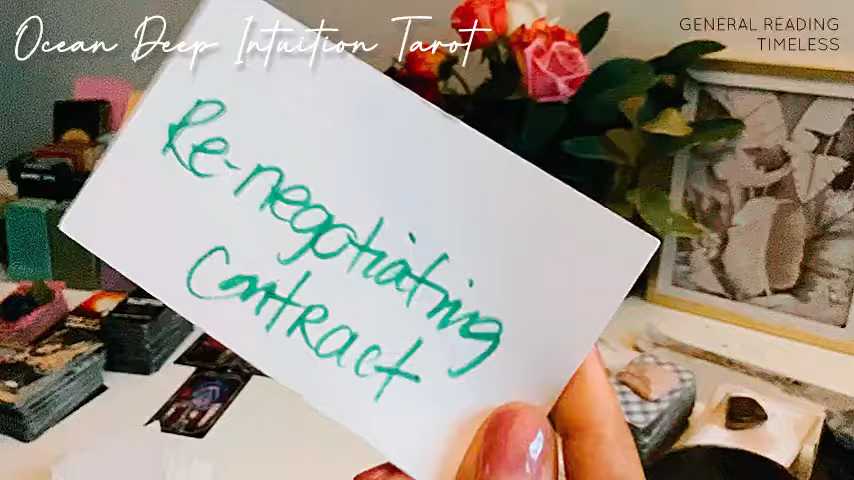 Ocean Deep Intuition Tarot
GENERAL READING
TIMELESS
Re-negotiating
Contract